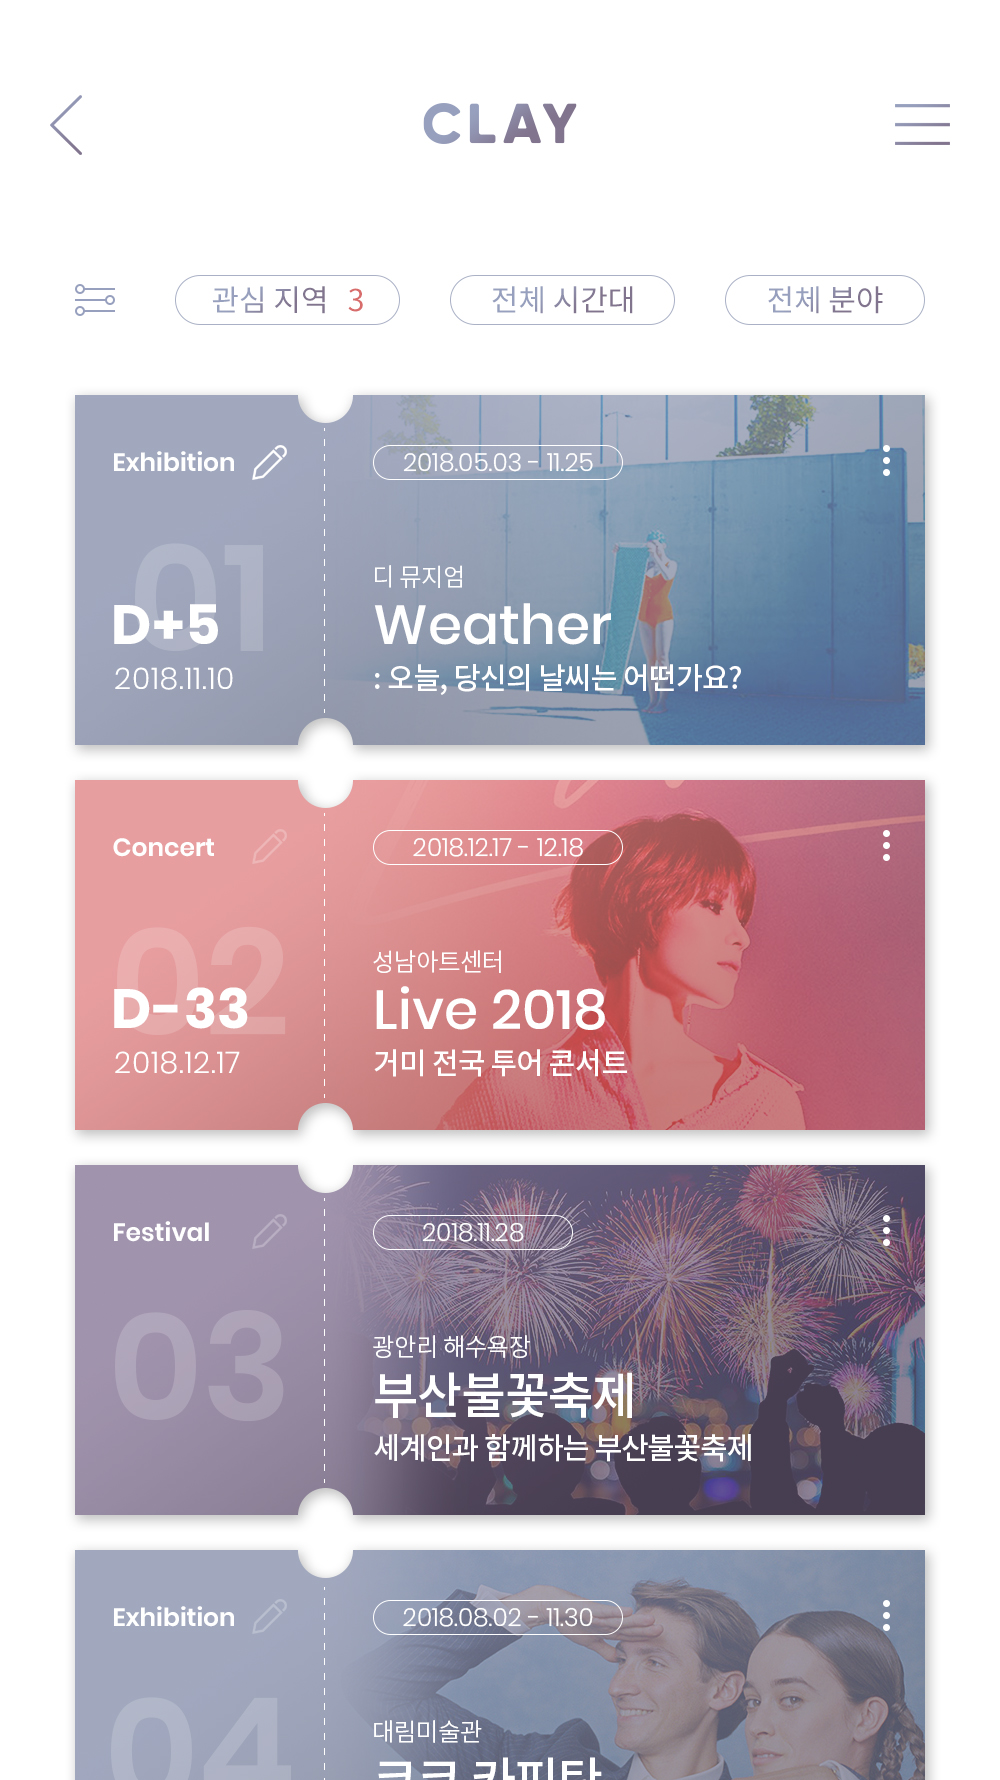 CLAY
관심 지역 3
전체 시간대
전체 분야
Exhibition
2018.05.03 - 11.25
01
D+5
2018.11.10
디 뮤지엄
Weather
: 오늘, 당신의 날씨는 어떤가요?
Concert
2018.12.17 - 12.18
02
D-33
2018.12.17
성남아트센터
Live 2018
거미 전국 투어 콘서트
Festival
2018.11.28
03
광안리 해수욕장
부산불꽃축제
세계인과 함께하는 부산불꽃축제
Exhibition
2018.08.02 - 11.30
04
대림미술관
코코 카피탄